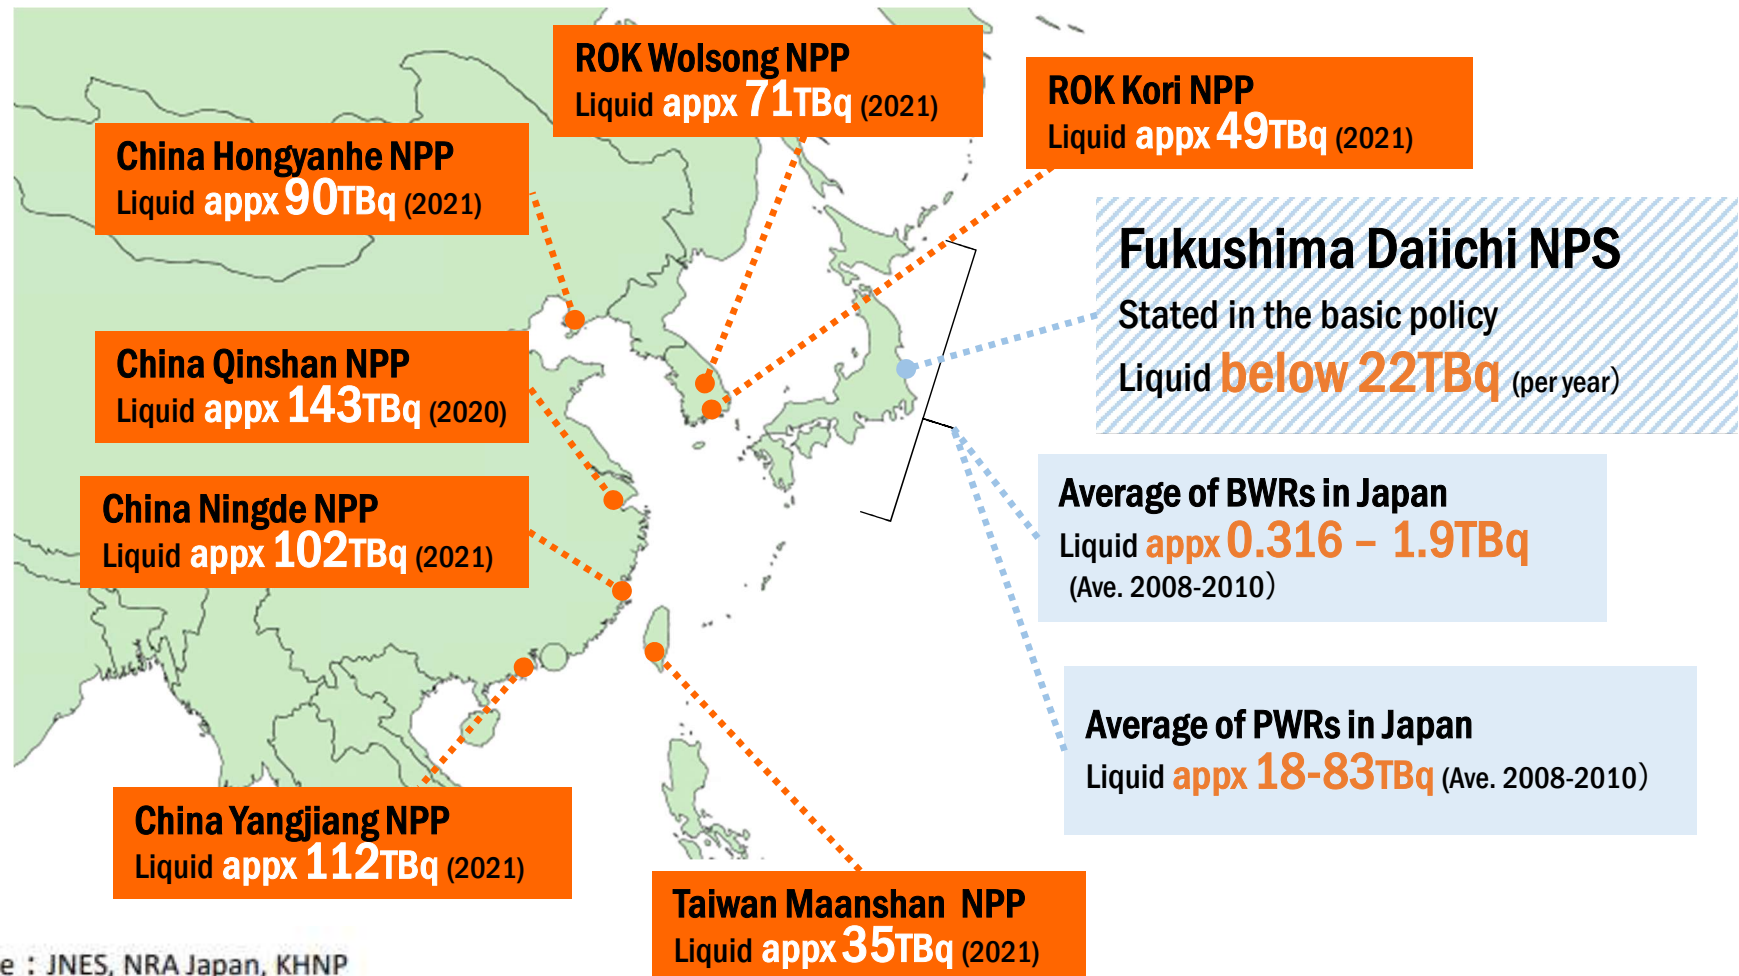 ROK Wolsong NPP
Liquid appx 71TBq (2021)
ROK Kori NPP
Liquid appx 49TBq (2021)
China Hongyanhe NPP
Liquid appx 90TBq (2021)
Fukushima Daiichi NPS
Stated in the basic policy
Liquid below 22TBq (per year）
China Qinshan NPP
Liquid appx 143TBq (2020)
China Ningde NPP
Liquid appx 102TBq (2021)
Average of BWRs in Japan
Liquid appx 0.316 – 1.9TBq
(Ave. 2008-2010）
Average of PWRs in Japan
Liquid appx 18-83TBq (Ave. 2008-2010）
China Yangjiang NPP
Liquid appx 112TBq (2021)
Taiwan Maanshan NPP
Liquid appx 35TBq (2021)
e：JNES, NRA Japan, KHNP